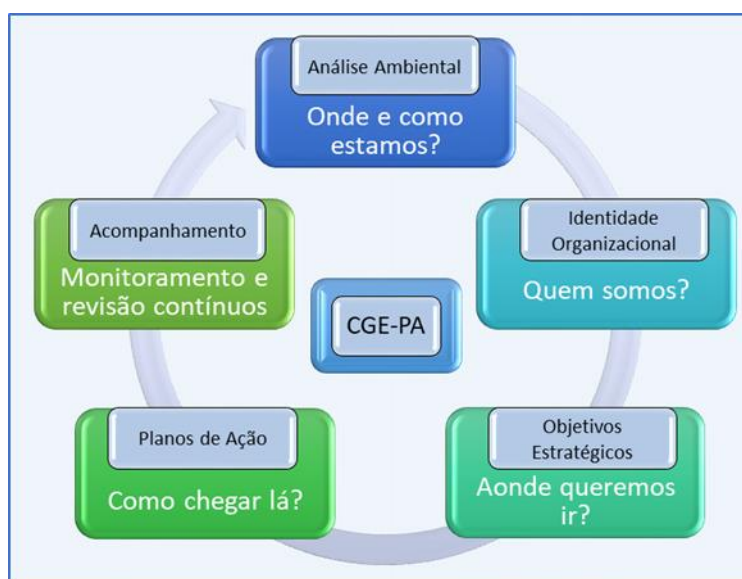 Análise Ambiental
Onde e como
estamos?
Identidade
Organizacional
Quem somos?
Objetivos
Estratégicos
Aonde queremos
ir?
Planos de Ação
Como chegar lá?
Acompanhamento
Monitoramento e
revisão contínuos
CGE-PA